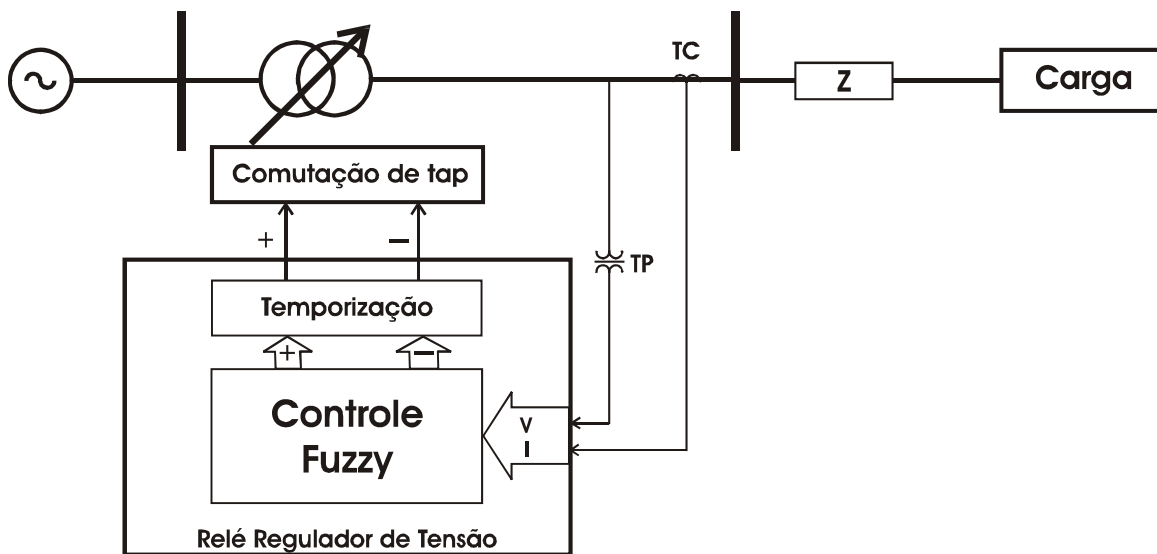 TC
Z
Carga
Comutação de tap
+
−
TP
Temporização
+
−
Controle
Fuzzy
V
I
Relé Regulador de Tensão